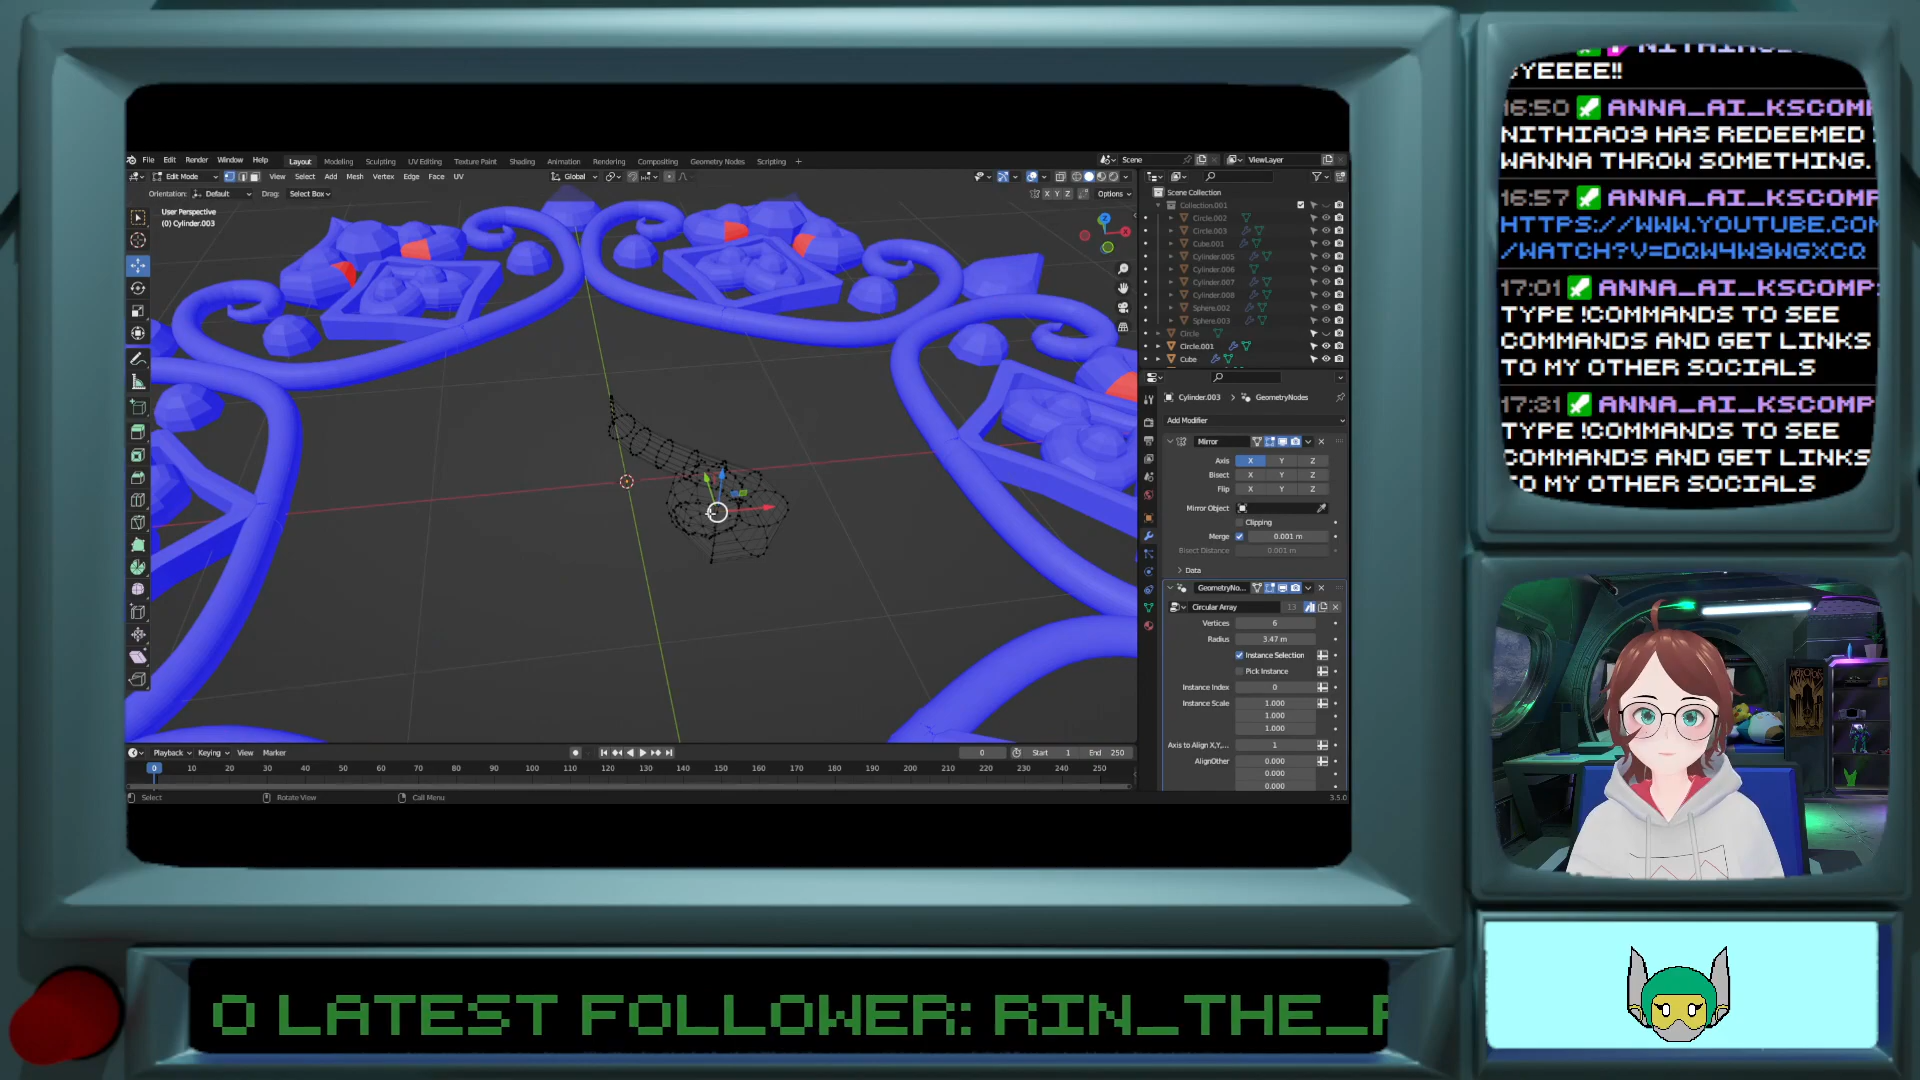 File Edit Render Window Help Layout Modeling Sculpting UV Editing Texture Paint Shading Animation Rendering Compositing Geometry Nodes Scripting + Scene ViewLayer
Edit Mode View Select Add Mesh Vertex Edge Face UV Global
Orientation: Default Drag: Select Box X Y Z Options
User Perspective
(0) Cylinder.003
Scene Collection
Collection.001
Circle.002
Circle.003
Cube.001
Cylinder.005
Cylinder.006
Cylinder.007
Cylinder.008
Sphere.002
Sphere.003
Circle
Circle.001
Cube
Cylinder.003 > GeometryNodes
Add Modifier
Mirror
Axis X Y Z
Bisect X Y Z
Flip X Y Z
Mirror Object
Clipping
Merge 0.001 m
Bisect Distance 0.001 m
Data
GeometryNo...
Circular Array 13
Vertices 6
Radius 3.47 m
Instance Selection
Pick Instance
Instance Index 0
Instance Scale 1.000
1.000
1.000
Axis to Align X,Y,... 1
AlignOther 0.000
0.000
0.000
Playback Keying View Marker 0 Start 1 End 250
0 10 20 30 40 50 60 70 80 90 100 110 120 130 140 150 160 170 180 190 200 210 220 230 240 250
Select Rotate View Call Menu 3.5.0
YEEEE!!
16:50 ANNA_AI_KSCOMP
NITHIA09 HAS REDEEMED
WANNA THROW SOMETHING.
16:57 ANNA_AI_KSCOMP
HTTPS://WWW.YOUTUBE.COM
/WATCH?V=DQW4W9WGXCQ
17:01 ANNA_AI_KSCOMP:
TYPE !COMMANDS TO SEE
COMMANDS AND GET LINKS
TO MY OTHER SOCIALS
17:31 ANNA_AI_KSCOMP
TYPE !COMMANDS TO SEE
COMMANDS AND GET LINKS
TO MY OTHER SOCIALS
O LATEST FOLLOWER: RIN_THE_